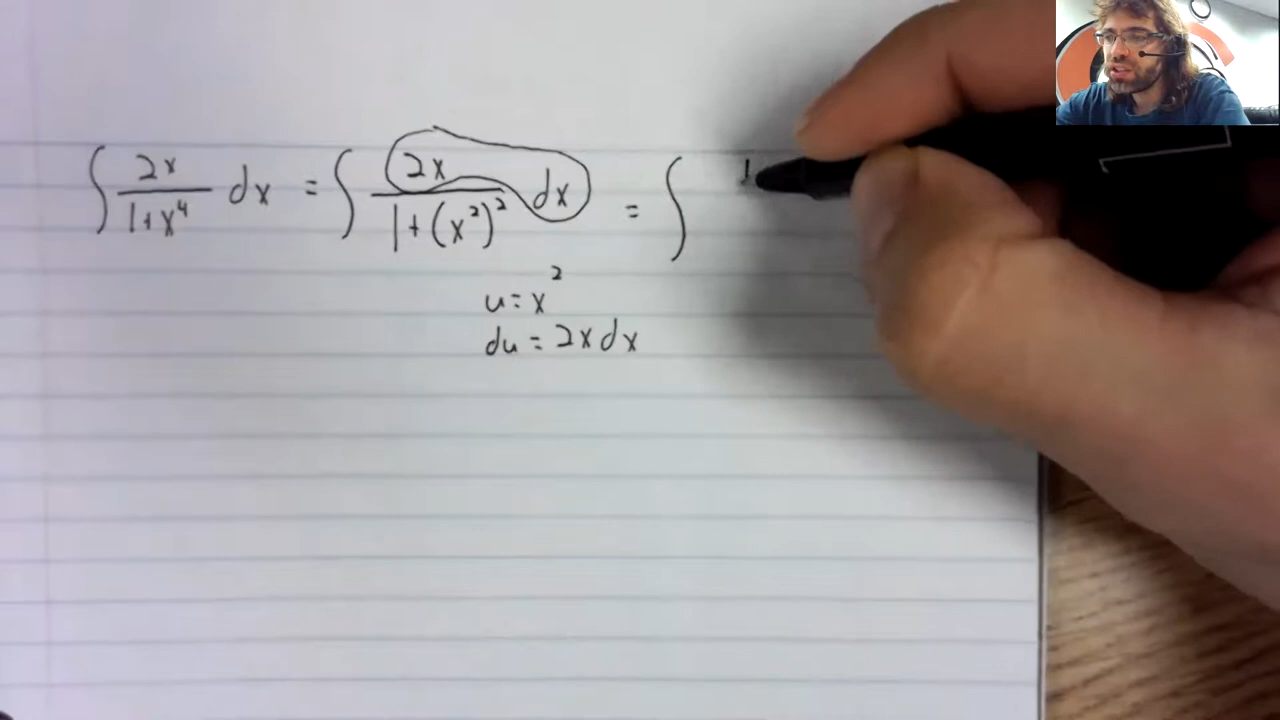 ∫ 2x/(1+x⁴) dx = ∫ 2x/(1+(x²)²) dx = ∫ 1
u = x²
du = 2x dx